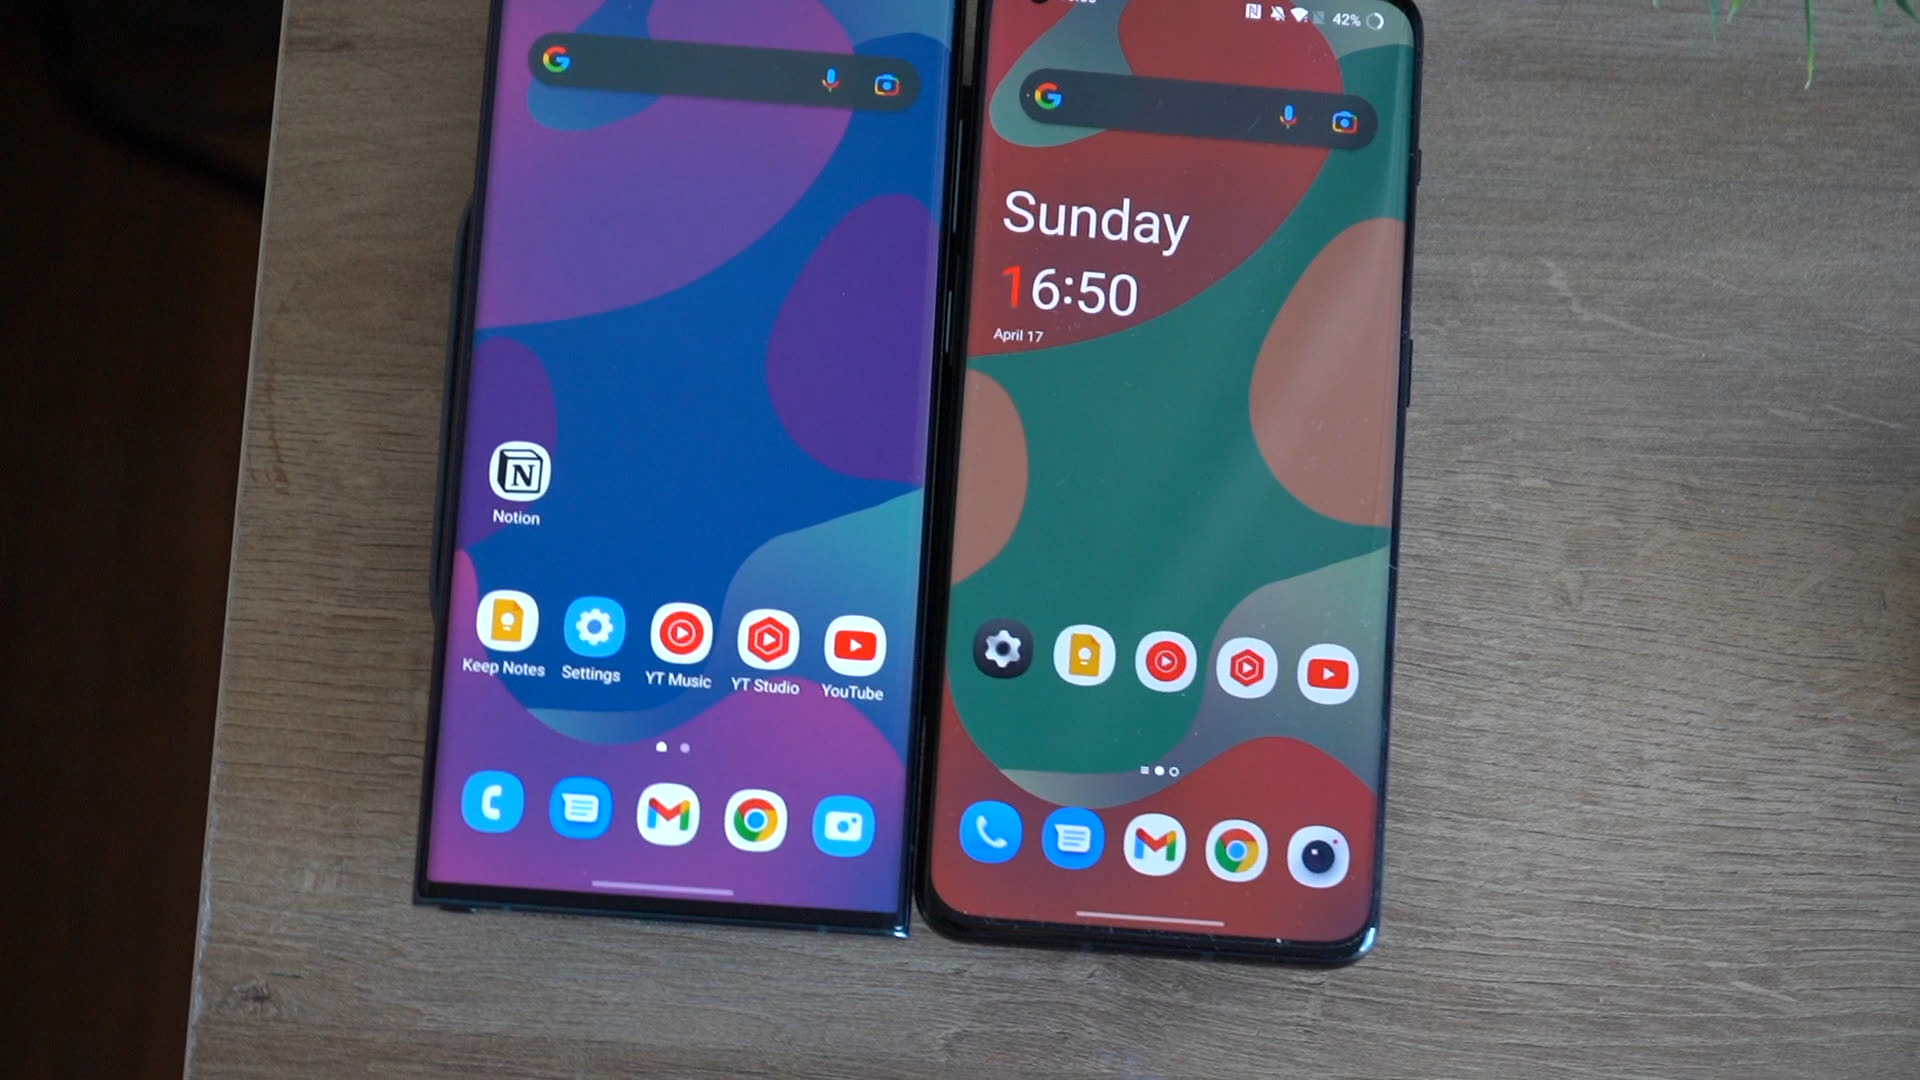 Notion
Keep Notes
Settings
YT Music
YT Studio
YouTube
42%
Sunday
16:50
April 17